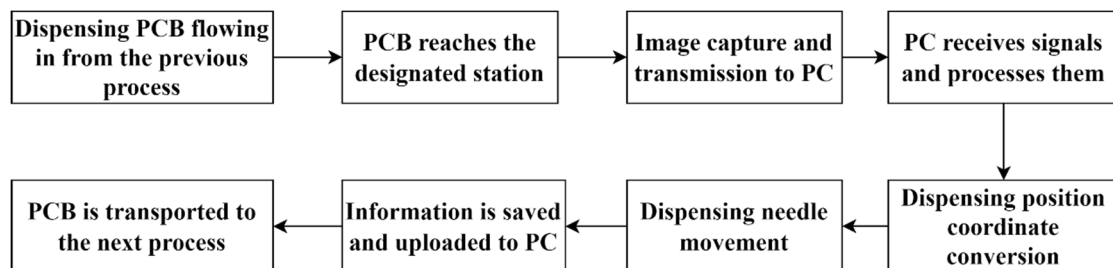 Dispensing PCB flowing
in from the previous
process
PCB reaches the
designated station
Image capture and
transmission to PC
PC receives signals
and processes them
Dispensing position
coordinate
conversion
Dispensing needle
movement
Information is saved
and uploaded to PC
PCB is transported to
the next process